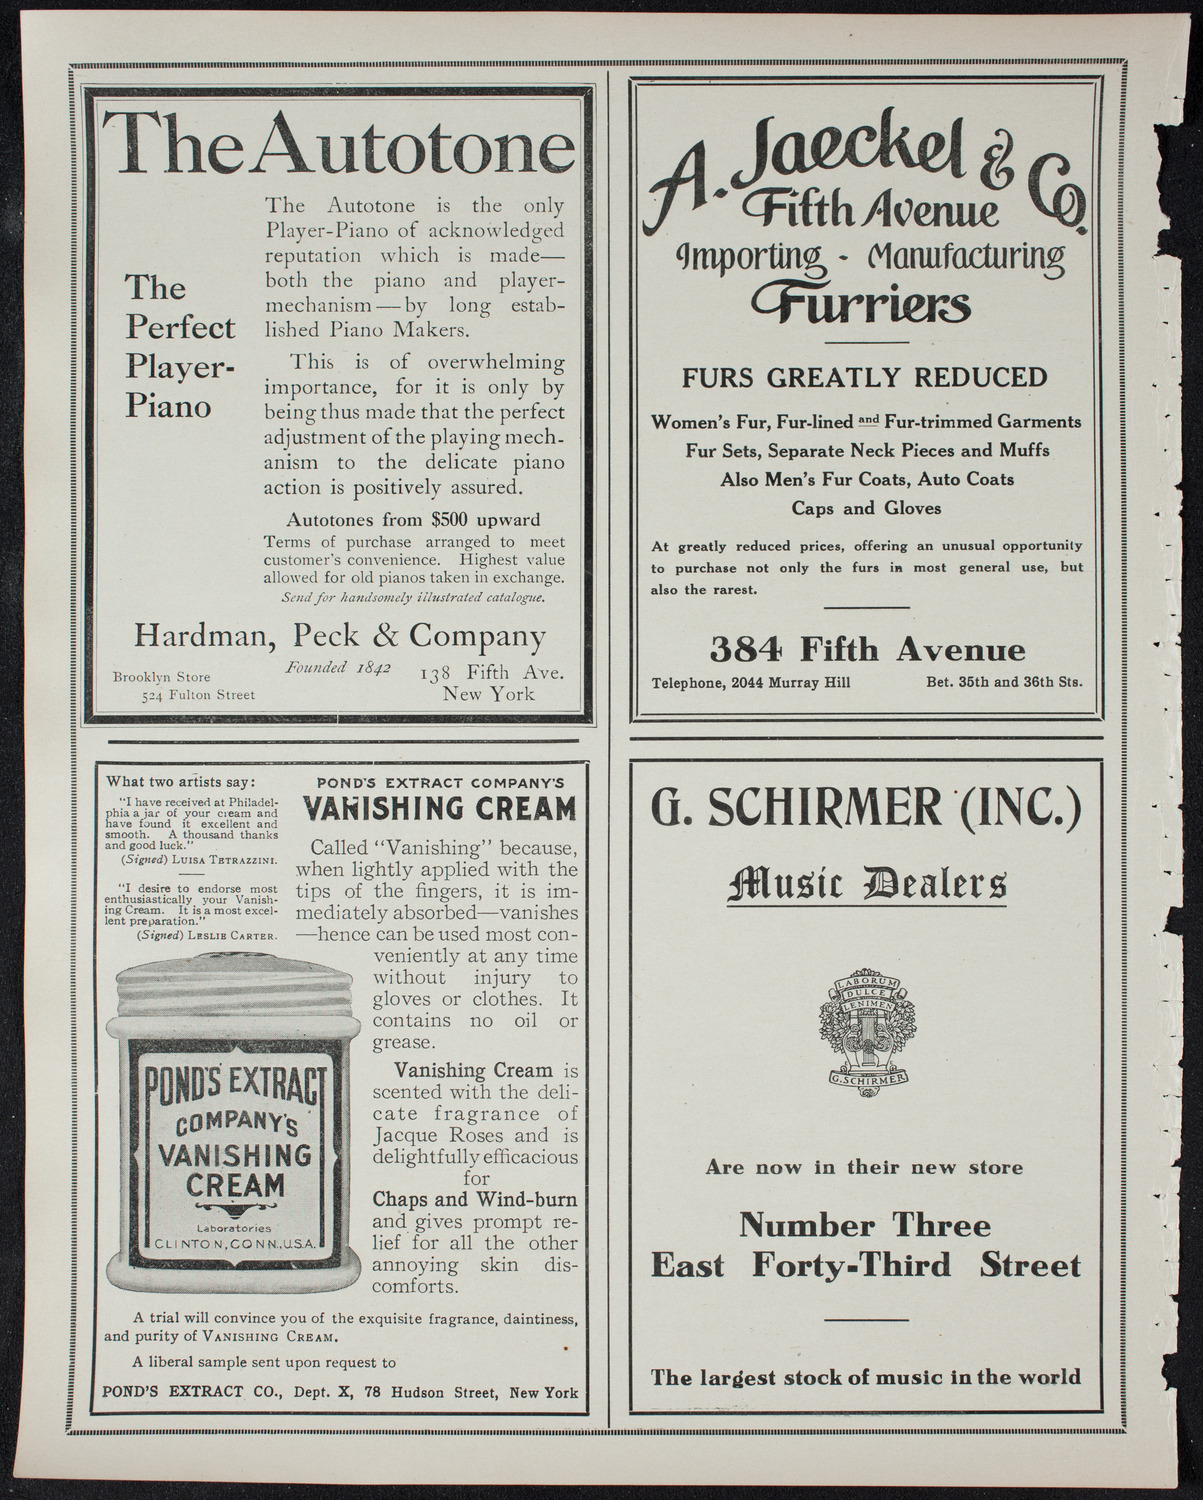 The Autotone
The
Perfect
Player-
Piano
The Autotone is the only
Player-Piano of acknowledged
reputation which is made—
both the piano and player-
mechanism—by long estab-
lished Piano Makers.
This is of overwhelming
importance, for it is only by
being thus made that the perfect
adjustment of the playing mech-
anism to the delicate piano
action is positively assured.
Autotones from $500 upward
Terms of purchase arranged to meet
customer's convenience. Highest value
allowed for old pianos taken in exchange.
Send for handsomely illustrated catalogue.
Hardman, Peck & Company
Founded 1842
Brooklyn Store
524 Fulton Street
138 Fifth Ave.
New York
A. Jaeckel & Co.
Fifth Avenue
Importing - Manufacturing
Furriers
FURS GREATLY REDUCED
Women's Fur, Fur-lined and Fur-trimmed Garments
Fur Sets, Separate Neck Pieces and Muffs
Also Men's Fur Coats, Auto Coats
Caps and Gloves
At greatly reduced prices, offering an unusual opportunity
to purchase not only the furs in most general use, but
also the rarest.
384 Fifth Avenue
Telephone, 2044 Murray Hill Bet. 35th and 36th Sts.
What two artists say:
"I have received at Philadel-
phia a jar of your cream and
have found it excellent and
smooth. A thousand thanks
and good luck."
(Signed) LUISA TETRAZZINI.
"I desire to endorse most
enthusiastically your Vanish-
ing Cream. It is a most excel-
lent preparation."
(Signed) LESLIE CARTER.
POND'S EXTRACT COMPANY'S
VANISHING CREAM
Called "Vanishing" because,
when lightly applied with the
tips of the fingers, it is im-
mediately absorbed—vanishes
—hence can be used most con-
veniently at any time
without injury to
gloves or clothes. It
contains no oil or
grease.
Vanishing Cream is
scented with the deli-
cate fragrance of
Jacque Roses and is
delightfully efficacious
for
Chaps and Wind-burn
and gives prompt re-
lief for all the other
annoying skin dis-
comforts.
POND'S EXTRACT
COMPANY'S
VANISHING
CREAM
Laboratories
CLINTON, CONN., U.S.A.
A trial will convince you of the exquisite fragrance, daintiness,
and purity of VANISHING CREAM.
A liberal sample sent upon request to
POND'S EXTRACT CO., Dept. X, 78 Hudson Street, New York
G. SCHIRMER (INC.)
Music Dealers
LABORUM
DULCE
LENIMEN
G. SCHIRMER
Are now in their new store
Number Three
East Forty-Third Street
The largest stock of music in the world